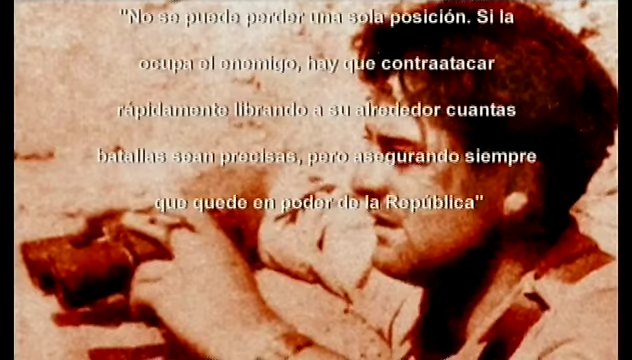 "No se puede perder una sola posición. Si la
ocupa el enemigo, hay que contraatacar
rápidamente librando a su alrededor cuantas
batallas sean precisas, pero asegurando siempre
que quede en poder de la República"